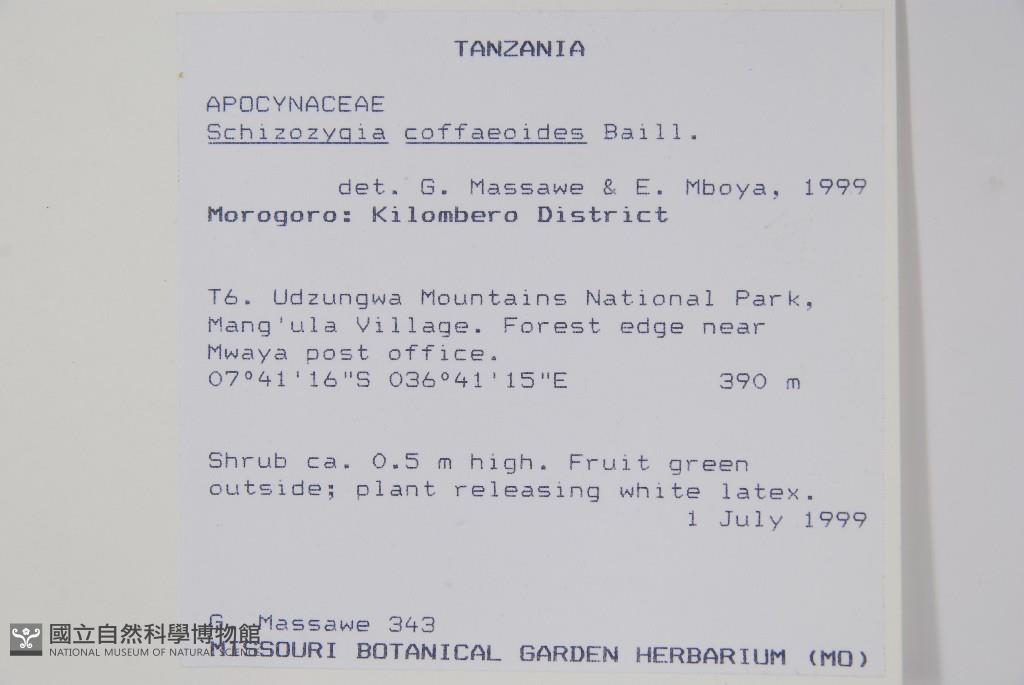 TANZANIA
APOCYNACEAE
Schizozygia coffaeoides Baill.
det. G. Massawe & E. Mboya, 1999
Morogoro: Kilombero District
T6. Udzungwa Mountains National Park,
Mang'ula Village. Forest edge near
Mwaya post office.
07°41'16"S 036°41'15"E 390 m
Shrub ca. 0.5 m high. Fruit green
outside; plant releasing white latex.
1 July 1999
G. Massawe 343
MISSOURI BOTANICAL GARDEN HERBARIUM (MO)
國立自然科學博物館
NATIONAL MUSEUM OF NATURAL SCIENCE